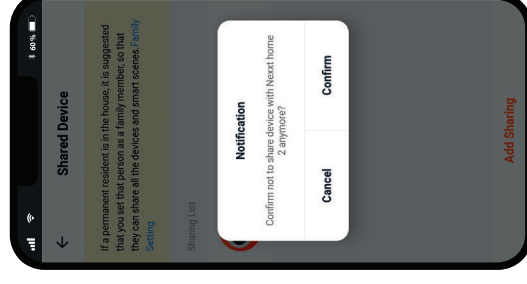 60%
Shared Device
If a permanent resident is in the house, it is suggested
that you set that person as a family member, so that
they can share all the devices and smart scenes.Family
Setting
Sharing List
Notification
Confirm not to share device with Nexxt home
2 anymore?
Cancel Confirm
Add Sharing